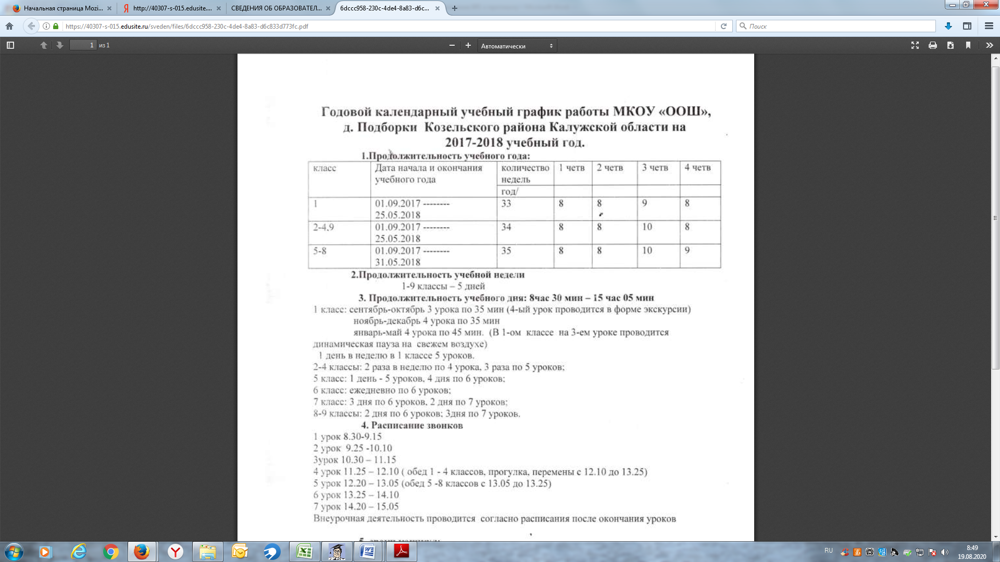 Начальная страница Mozi...
http://40307-s-015.edusite....
СВЕДЕНИЯ ОБ ОБРАЗОВАТЕЛ...
6dccc958-230c-4de4-8a83-d6c...
https://40307-s-015.edusite.ru/sveden/files/6dccc958-230c-4de4-8a83-d6c833d773fc.pdf
Поиск
1 из 1
Автоматически
Годовой календарный учебный график работы МКОУ «ООШ»,
д. Подборки Козельского района Калужской области на
2017-2018 учебный год.
1.Продолжительность учебного года:
класс Дата начала и окончания учебного года количество недель 1 четв 2 четв 3 четв 4 четв
год/
1 01.09.2017 -------- 25.05.2018 33 8 8 9 8
2-4,9 01.09.2017 -------- 25.05.2018 34 8 8 10 8
5-8 01.09.2017 -------- 31.05.2018 35 8 8 10 9
2.Продолжительность учебной недели
1-9 классы – 5 дней
3. Продолжительность учебного дня: 8час 30 мин – 15 час 05 мин
1 класс: сентябрь-октябрь 3 урока по 35 мин (4-ый урок проводится в форме экскурсии)
ноябрь-декабрь 4 урока по 35 мин
январь-май 4 урока по 45 мин. (В 1-ом классе на 3-ем уроке проводится
динамическая пауза на свежем воздухе)
1 день в неделю в 1 классе 5 уроков.
2-4 классы: 2 раза в неделю по 4 урока, 3 раза по 5 уроков;
5 класс: 1 день - 5 уроков, 4 дня по 6 уроков;
6 класс: ежедневно по 6 уроков;
7 класс: 3 дня по 6 уроков, 2 дня по 7 уроков;
8-9 классы: 2 дня по 6 уроков; 3дня по 7 уроков.
4. Расписание звонков
1 урок 8.30-9.15
2 урок 9.25 -10.10
3урок 10.30 – 11.15
4 урок 11.25 – 12.10 ( обед 1 - 4 классов, прогулка, перемены с 12.10 до 13.25)
5 урок 12.20 – 13.05 (обед 5 -8 классов с 13.05 до 13.25)
6 урок 13.25 – 14.10
7 урок 14.20 – 15.05
Внеурочная деятельность проводится согласно расписания после окончания уроков
RU
8:49
19.08.2020